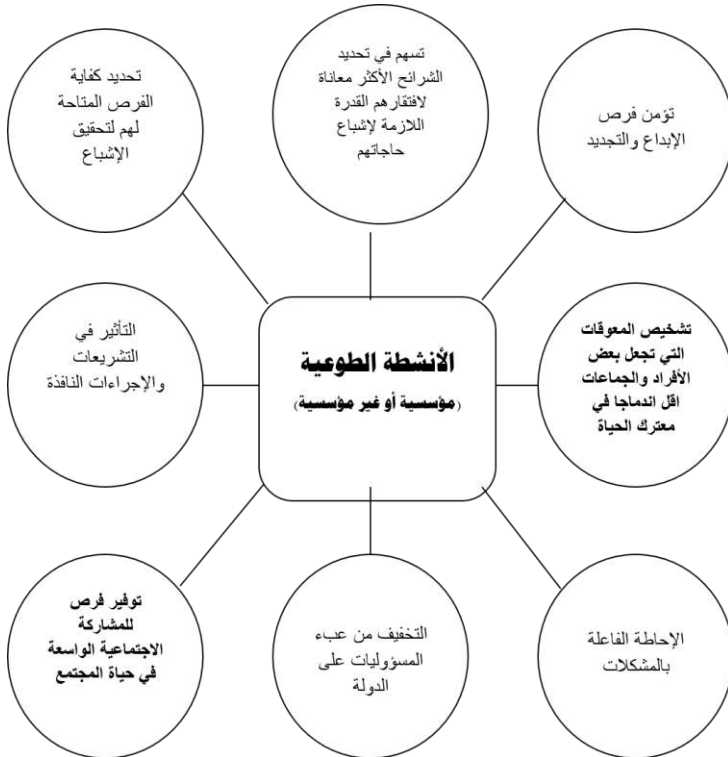 تؤمن فرص
الإبداع والتجديد
تسهم في تحديد
الشرائح الأكثر معاناة
لافتقارهم القدرة
اللازمة لإشباع
حاجاتهم
تحديد كفاية
الفرص المتاحة
لهم لتحقيق
الإشباع
تشخيص المعوقات
التي تجعل بعض
الأفراد والجماعات
اقل اندماجا في
معترك الحياة
الأنشطة الطوعية
(مؤسسية أو غير مؤسسية)
التأثير في
التشريعات
والإجراءات النافذة
الإحاطة الفاعلة
بالمشكلات
التخفيف من عبء
المسؤوليات على
الدولة
توفير فرص
للمشاركة
الاجتماعية الواسعة
في حياة المجتمع